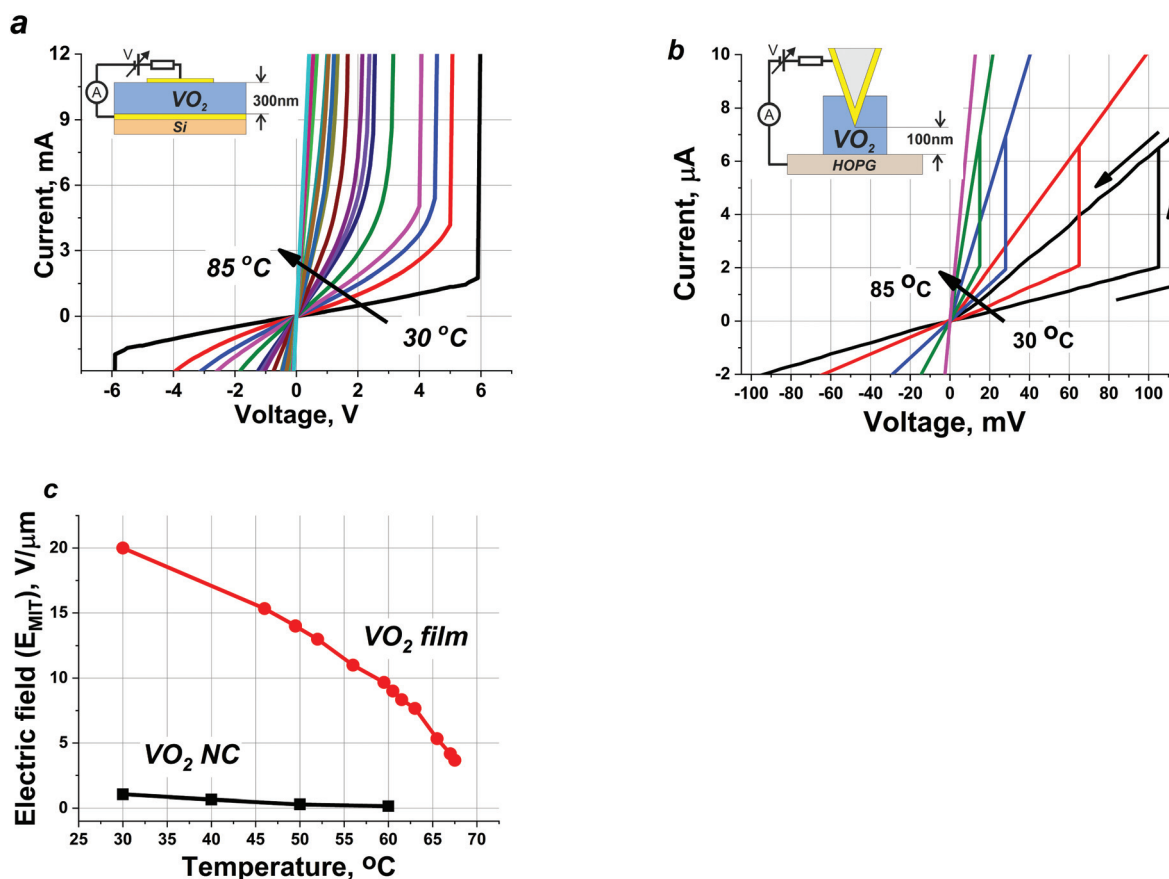 a
Current, mA
12
9
6
3
0
V
A
VO2
300nm
Si
85 °C
30 °C
-6 -4 -2 0 2 4 6
Voltage, V
b
Current, μA
10
8
6
4
2
0
-2
V
A
VO2
100nm
HOPG
85 °C
30 °C
-100 -80 -60 -40 -20 0 20 40 60 80 100
Voltage, mV
c
Electric field (EMIT), V/μm
20
15
10
5
0
VO2 film
VO2 NC
25 30 35 40 45 50 55 60 65 70
Temperature, °C